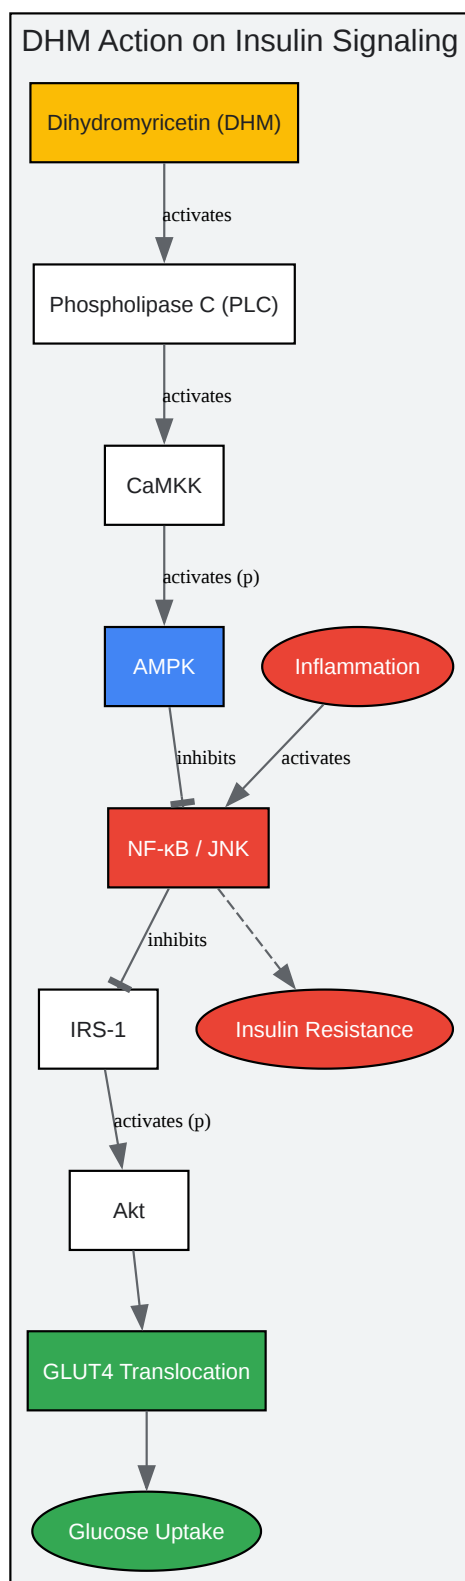 DHM Action on Insulin Signaling
Dihydromyricetin (DHM)
activates
Phospholipase C (PLC)
activates
CaMKK
activates (p)
AMPK
Inflammation
inhibits
activates
NF-κB / JNK
inhibits
IRS-1
Insulin Resistance
activates (p)
Akt
GLUT4 Translocation
Glucose Uptake